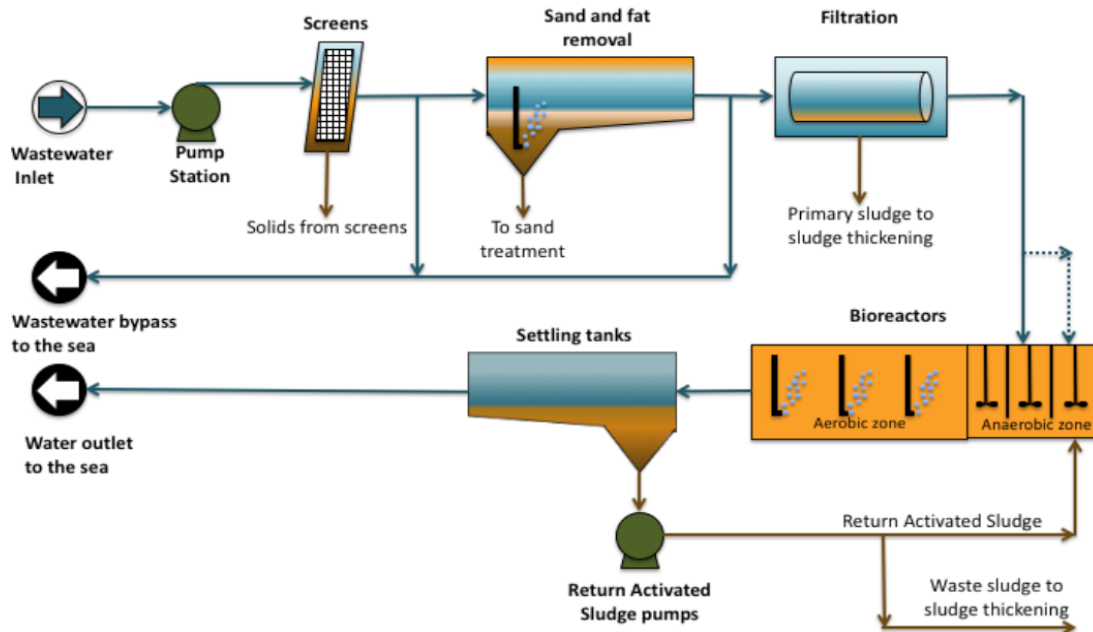 Screens
Sand and fat
removal
Filtration
Wastewater
Inlet
Pump
Station
Solids from screens
To sand
treatment
Primary sludge to
sludge thickening
Wastewater bypass
to the sea
Settling tanks
Bioreactors
Aerobic zone
Anaerobic zone
Water outlet
to the sea
Return Activated Sludge
Return Activated
Sludge pumps
Waste sludge to
sludge thickening